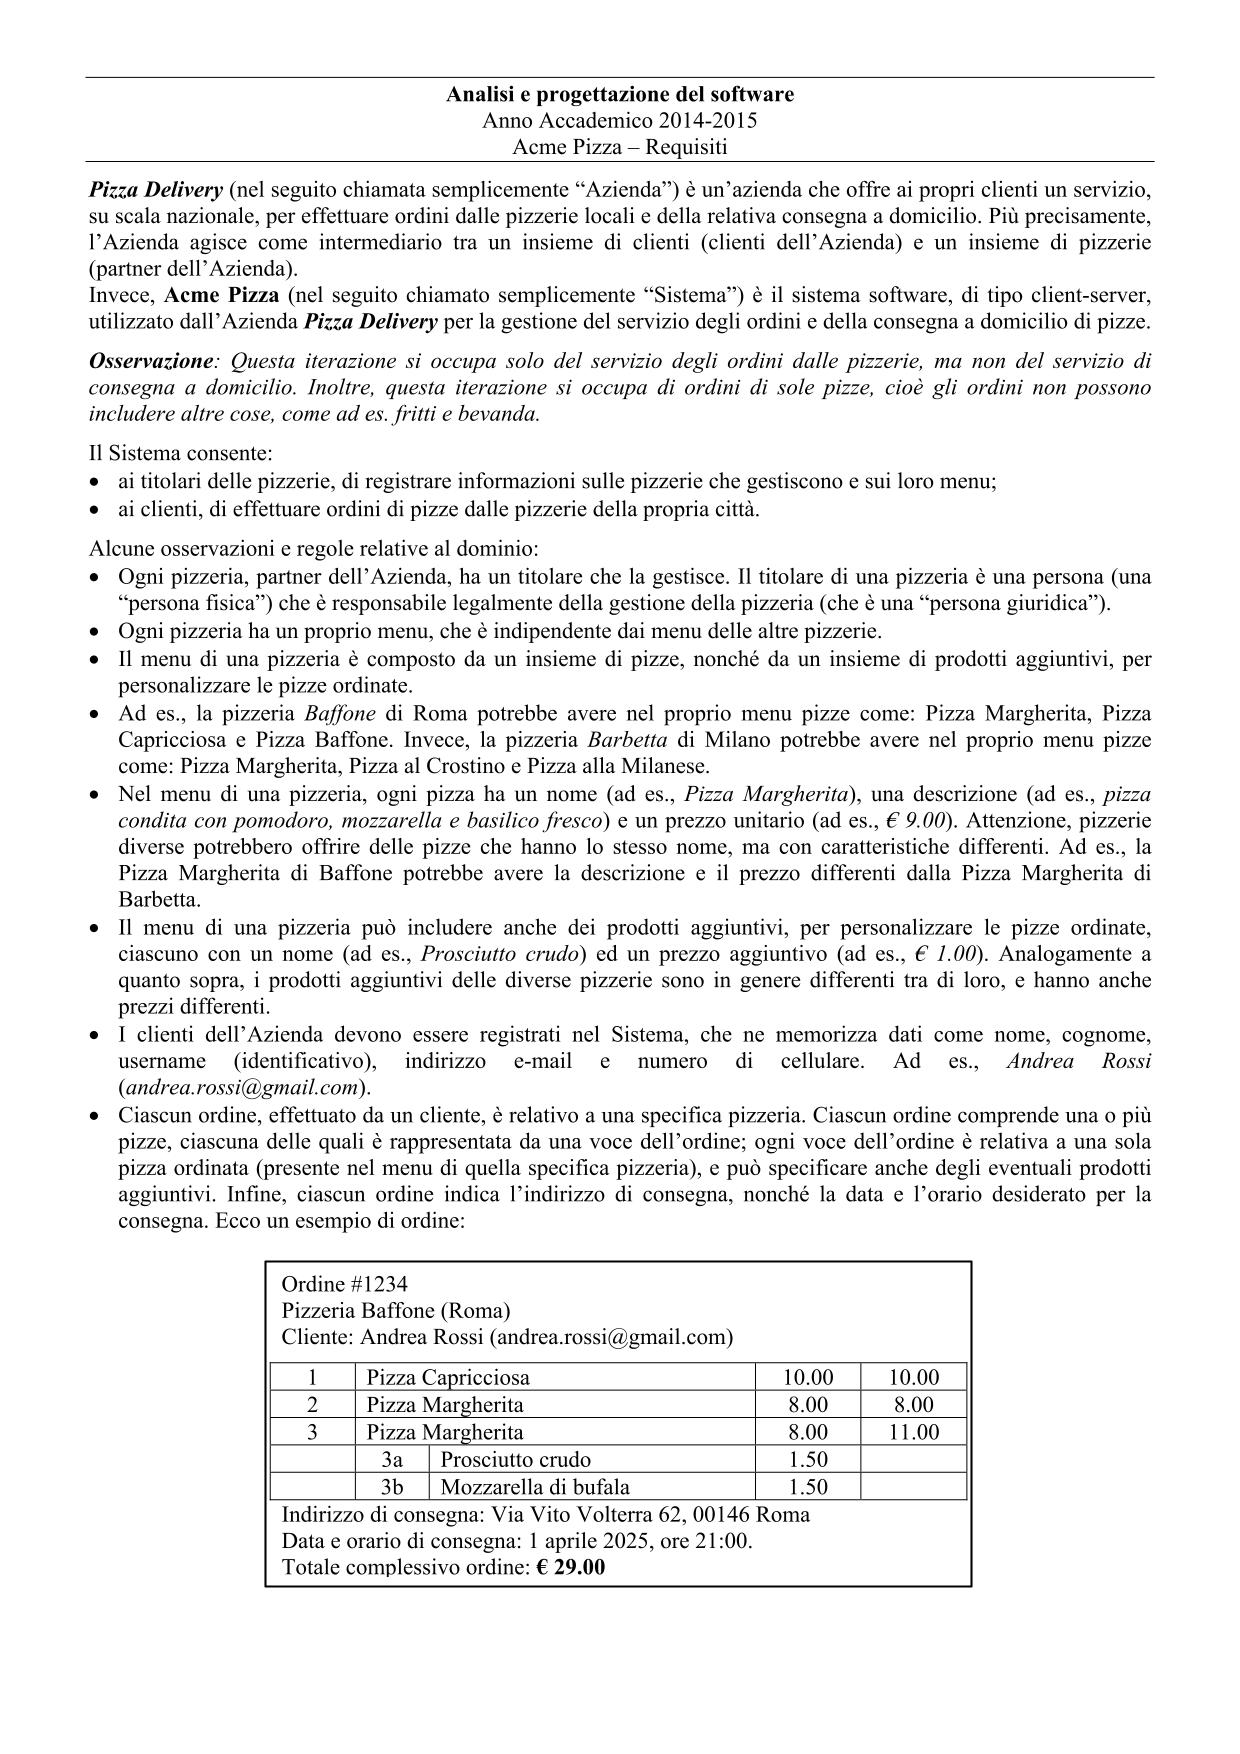 Analisi e progettazione del software
Anno Accademico 2014-2015
Acme Pizza – Requisiti
Pizza Delivery (nel seguito chiamata semplicemente “Azienda”) è un’azienda che offre ai propri clienti un servizio,
su scala nazionale, per effettuare ordini dalle pizzerie locali e della relativa consegna a domicilio. Più precisamente,
l’Azienda agisce come intermediario tra un insieme di clienti (clienti dell’Azienda) e un insieme di pizzerie
(partner dell’Azienda).
Invece, Acme Pizza (nel seguito chiamato semplicemente “Sistema”) è il sistema software, di tipo client-server,
utilizzato dall’Azienda Pizza Delivery per la gestione del servizio degli ordini e della consegna a domicilio di pizze.
Osservazione: Questa iterazione si occupa solo del servizio degli ordini dalle pizzerie, ma non del servizio di
consegna a domicilio. Inoltre, questa iterazione si occupa di ordini di sole pizze, cioè gli ordini non possono
includere altre cose, come ad es. fritti e bevanda.
Il Sistema consente:
• ai titolari delle pizzerie, di registrare informazioni sulle pizzerie che gestiscono e sui loro menu;
• ai clienti, di effettuare ordini di pizze dalle pizzerie della propria città.
Alcune osservazioni e regole relative al dominio:
• Ogni pizzeria, partner dell’Azienda, ha un titolare che la gestisce. Il titolare di una pizzeria è una persona (una
“persona fisica”) che è responsabile legalmente della gestione della pizzeria (che è una “persona giuridica”).
• Ogni pizzeria ha un proprio menu, che è indipendente dai menu delle altre pizzerie.
• Il menu di una pizzeria è composto da un insieme di pizze, nonché da un insieme di prodotti aggiuntivi, per
personalizzare le pizze ordinate.
• Ad es., la pizzeria Baffone di Roma potrebbe avere nel proprio menu pizze come: Pizza Margherita, Pizza
Capricciosa e Pizza Baffone. Invece, la pizzeria Barbetta di Milano potrebbe avere nel proprio menu pizze
come: Pizza Margherita, Pizza al Crostino e Pizza alla Milanese.
• Nel menu di una pizzeria, ogni pizza ha un nome (ad es., Pizza Margherita), una descrizione (ad es., pizza
condita con pomodoro, mozzarella e basilico fresco) e un prezzo unitario (ad es., € 9.00). Attenzione, pizzerie
diverse potrebbero offrire delle pizze che hanno lo stesso nome, ma con caratteristiche differenti. Ad es., la
Pizza Margherita di Baffone potrebbe avere la descrizione e il prezzo differenti dalla Pizza Margherita di
Barbetta.
• Il menu di una pizzeria può includere anche dei prodotti aggiuntivi, per personalizzare le pizze ordinate,
ciascuno con un nome (ad es., Prosciutto crudo) ed un prezzo aggiuntivo (ad es., € 1.00). Analogamente a
quanto sopra, i prodotti aggiuntivi delle diverse pizzerie sono in genere differenti tra di loro, e hanno anche
prezzi differenti.
• I clienti dell’Azienda devono essere registrati nel Sistema, che ne memorizza dati come nome, cognome,
username (identificativo), indirizzo e-mail e numero di cellulare. Ad es., Andrea Rossi
(andrea.rossi@gmail.com).
• Ciascun ordine, effettuato da un cliente, è relativo a una specifica pizzeria. Ciascun ordine comprende una o più
pizze, ciascuna delle quali è rappresentata da una voce dell’ordine; ogni voce dell’ordine è relativa a una sola
pizza ordinata (presente nel menu di quella specifica pizzeria), e può specificare anche degli eventuali prodotti
aggiuntivi. Infine, ciascun ordine indica l’indirizzo di consegna, nonché la data e l’orario desiderato per la
consegna. Ecco un esempio di ordine:
Ordine #1234
Pizzeria Baffone (Roma)
Cliente: Andrea Rossi (andrea.rossi@gmail.com)
1 Pizza Capricciosa 10.00 10.00
2 Pizza Margherita 8.00 8.00
3 Pizza Margherita 8.00 11.00
3a Prosciutto crudo 1.50
3b Mozzarella di bufala 1.50
Indirizzo di consegna: Via Vito Volterra 62, 00146 Roma
Data e orario di consegna: 1 aprile 2025, ore 21:00.
Totale complessivo ordine: € 29.00